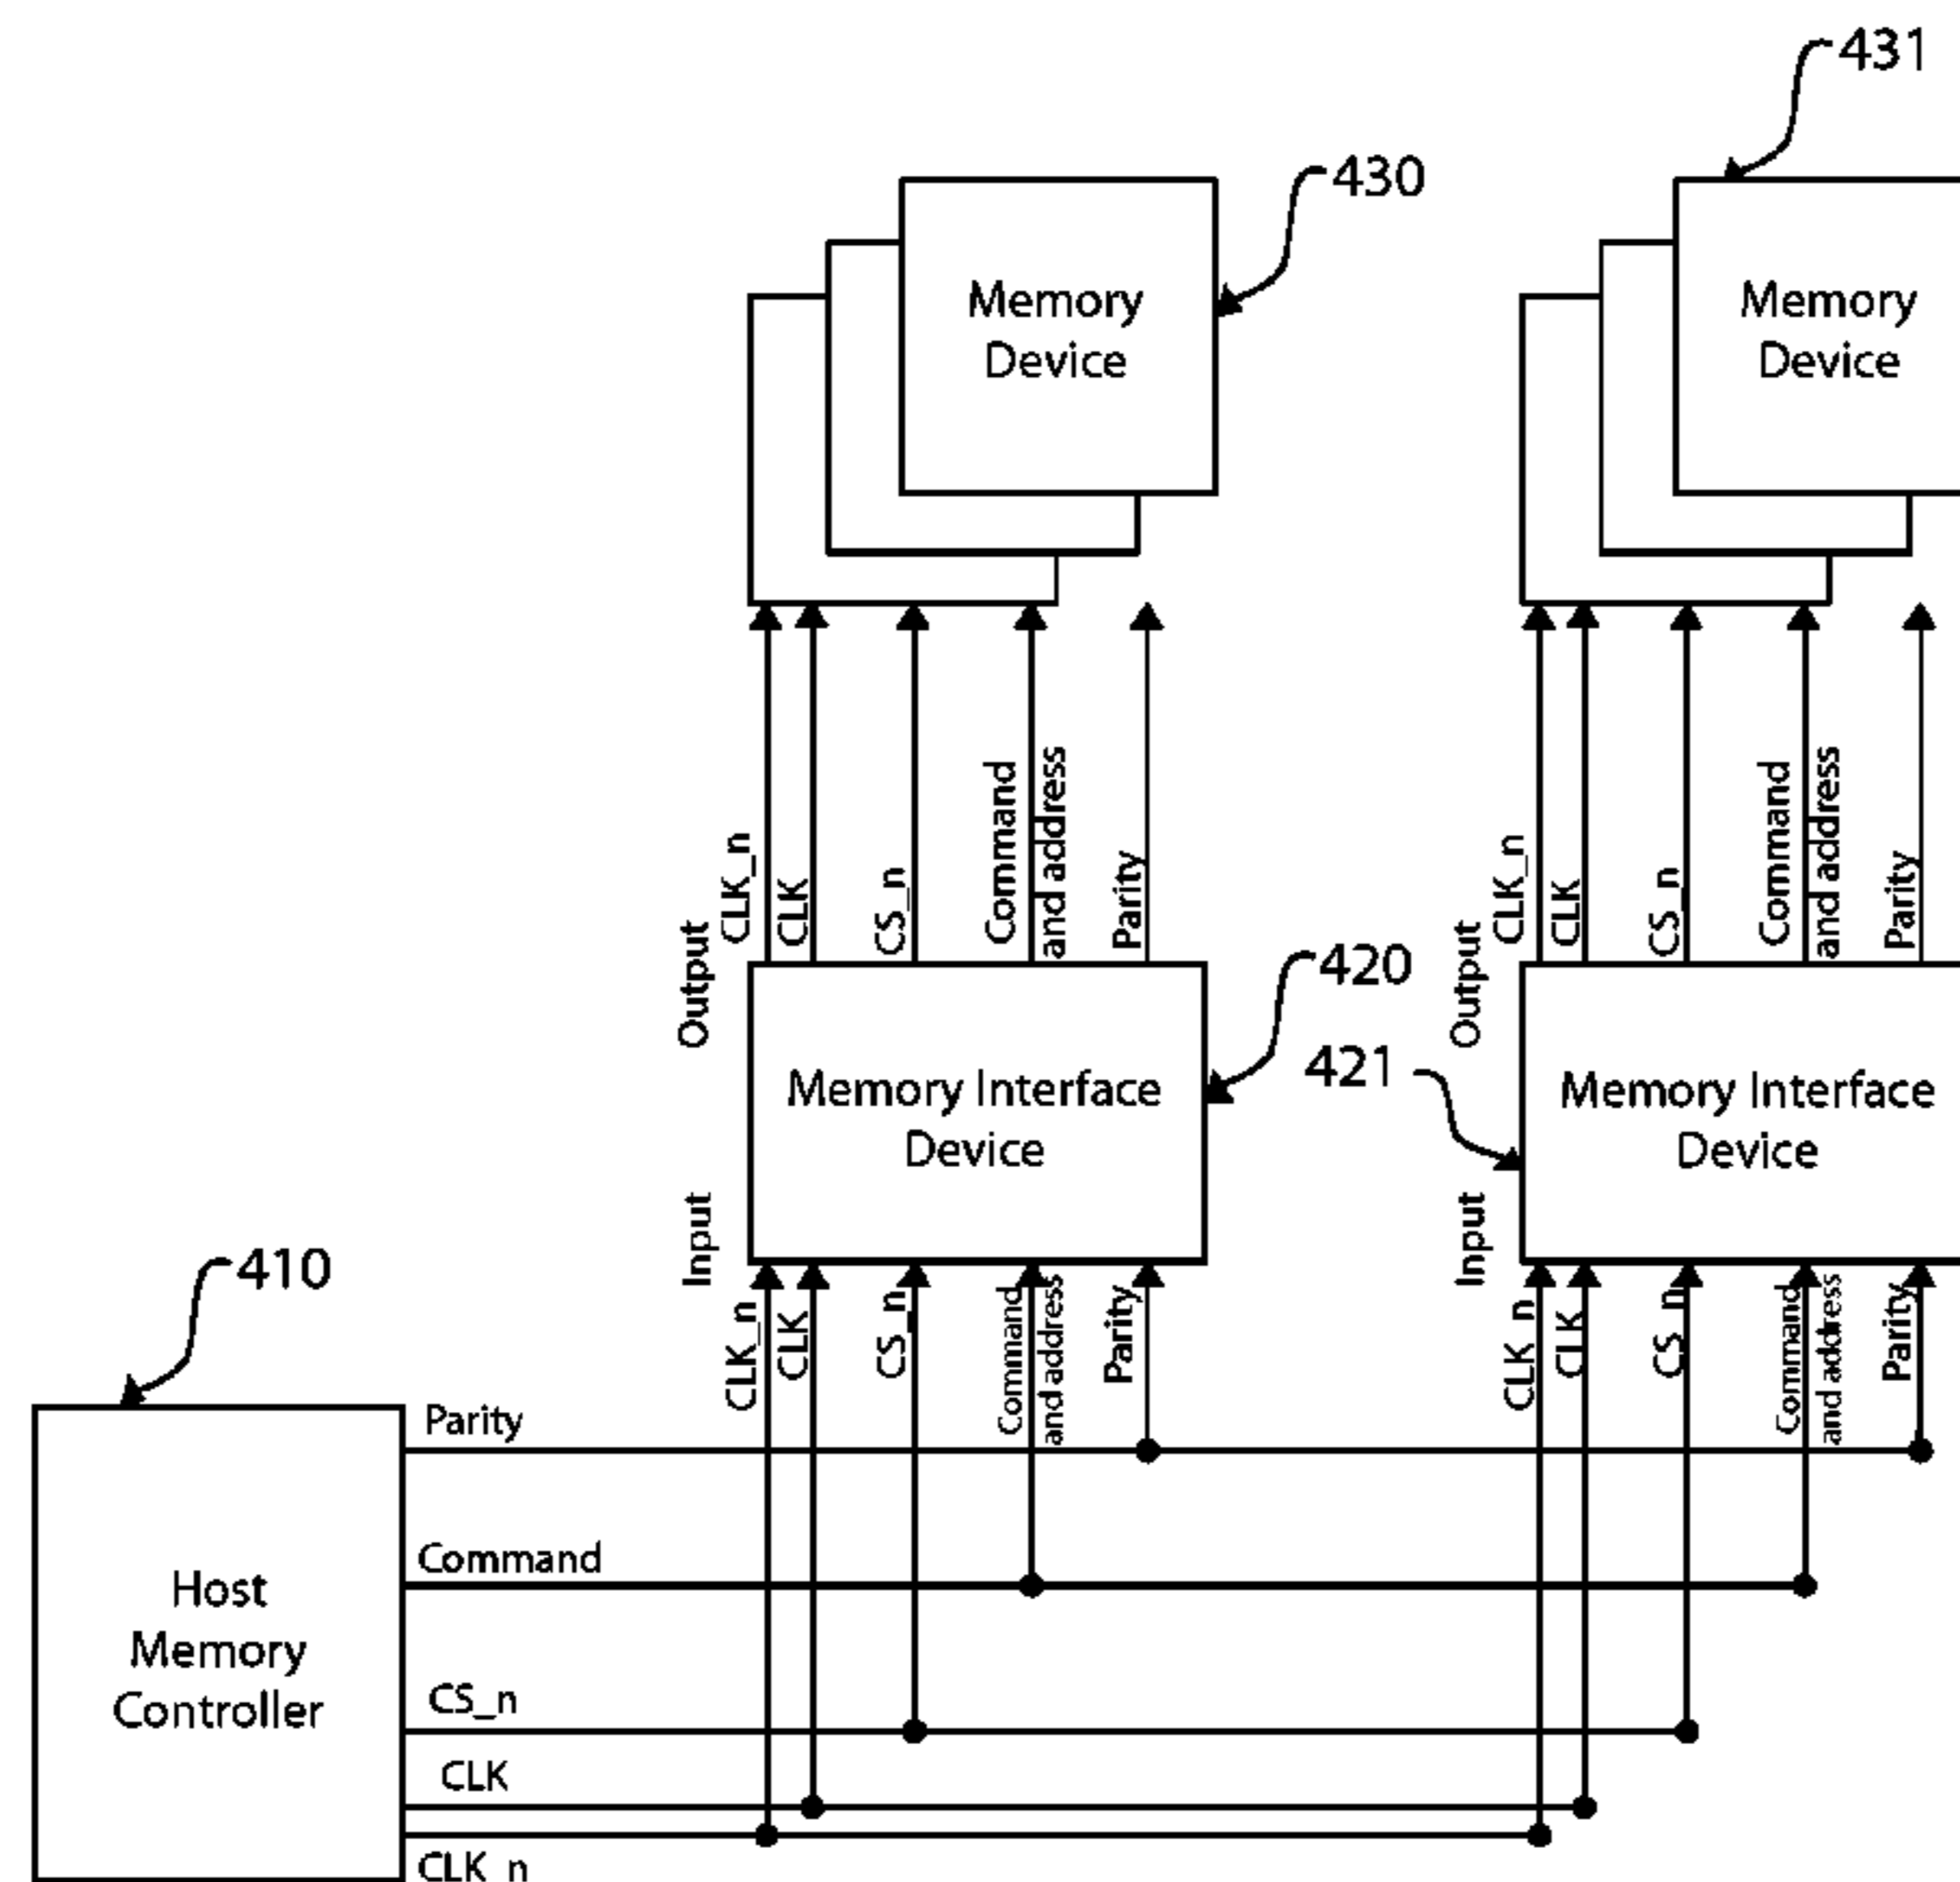 431
430
Memory
Device
Memory
Device
Output
CLK_n
CLK
CS_n
Command
and address
Parity
Output
CLK_n
CLK
CS_n
Command
and address
Parity
420
421
Memory Interface
Device
Memory Interface
Device
Input
CLK_n
CLK
CS_n
Command
and address
Parity
Input
CLK_n
CLK
CS_n
Command
and address
Parity
410
Host
Memory
Controller
Parity
Command
CS_n
CLK
CLK_n